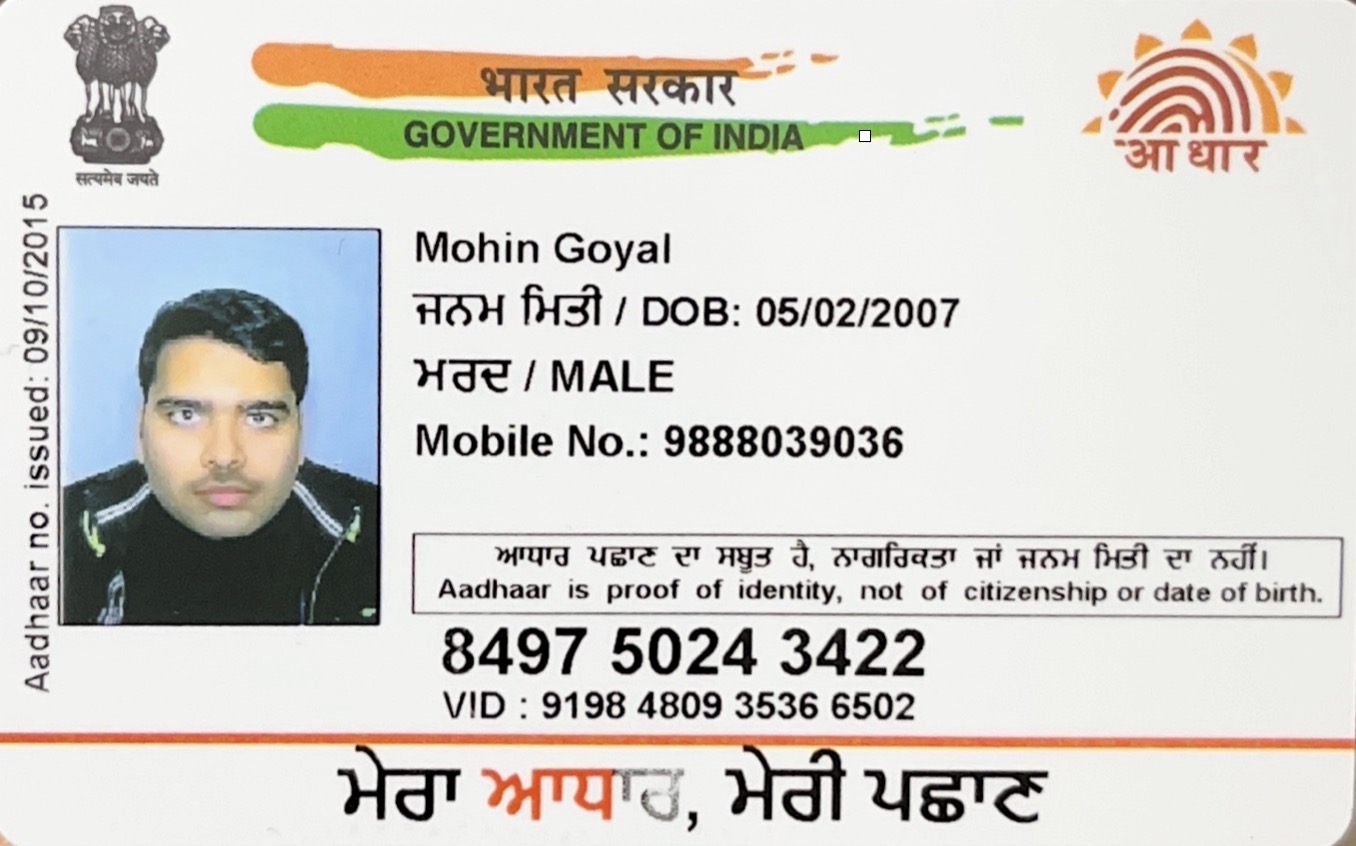 भारत सरकार
GOVERNMENT OF INDIA
सत्यमेव जयते
आधार
Aadhaar no. issued: 09/10/2015
Mohin Goyal
ਜਨਮ ਮਿਤੀ / DOB: 05/02/2007
ਮਰਦ / MALE
Mobile No.: 9888039036
ਆਧਾਰ ਪਛਾਣ ਦਾ ਸਬੂਤ ਹੈ, ਨਾਗਰਿਕਤਾ ਜਾਂ ਜਨਮ ਮਿਤੀ ਦਾ ਨਹੀਂ।
Aadhaar is proof of identity, not of citizenship or date of birth.
8497 5024 3422
VID : 9198 4809 3536 6502
ਮੇਰਾ ਆਧਾਰ, ਮੇਰੀ ਪਛਾਣ